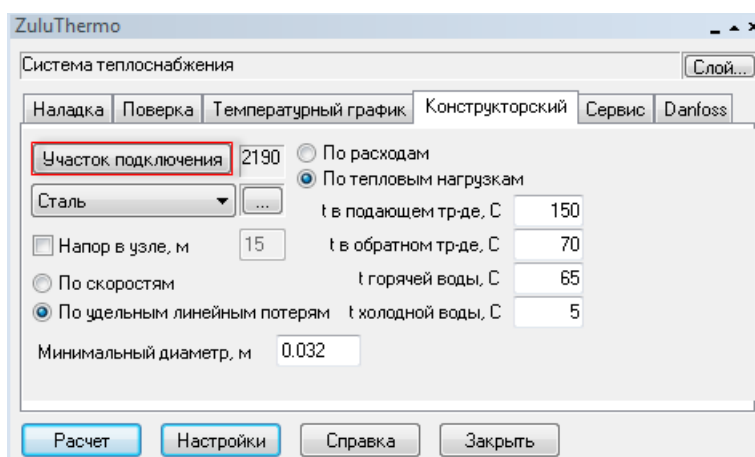 ZuluThermo
Система теплоснабжения
Слой...
Наладка Поверка Температурный график Конструкторский Сервис Danfoss
Участок подключения 2190 По расходам
По тепловым нагрузкам
Сталь ...
t в подающем тр-де, С 150
Напор в узле, м 15 t в обратном тр-де, С 70
По скоростям t горячей воды, С 65
По удельным линейным потерям t холодной воды, С 5
Минимальный диаметр, м 0.032
Расчет Настройки Справка Закрыть